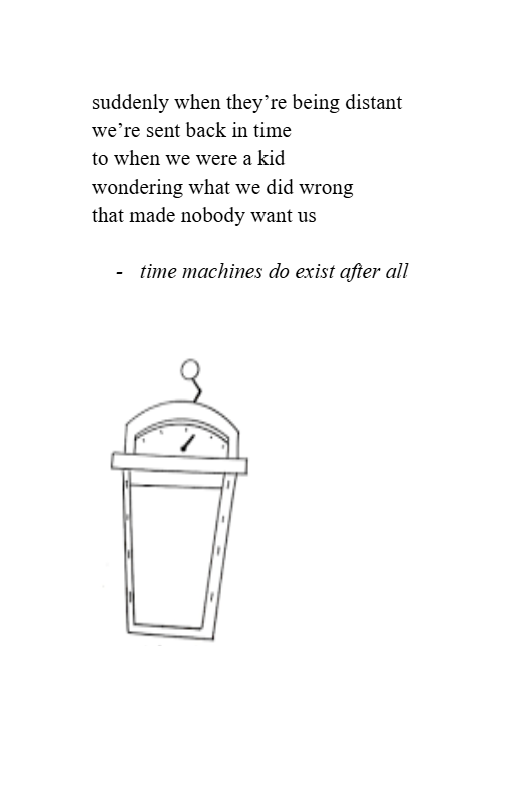 suddenly when they’re being distant
we’re sent back in time
to when we were a kid
wondering what we did wrong
that made nobody want us
- time machines do exist after all